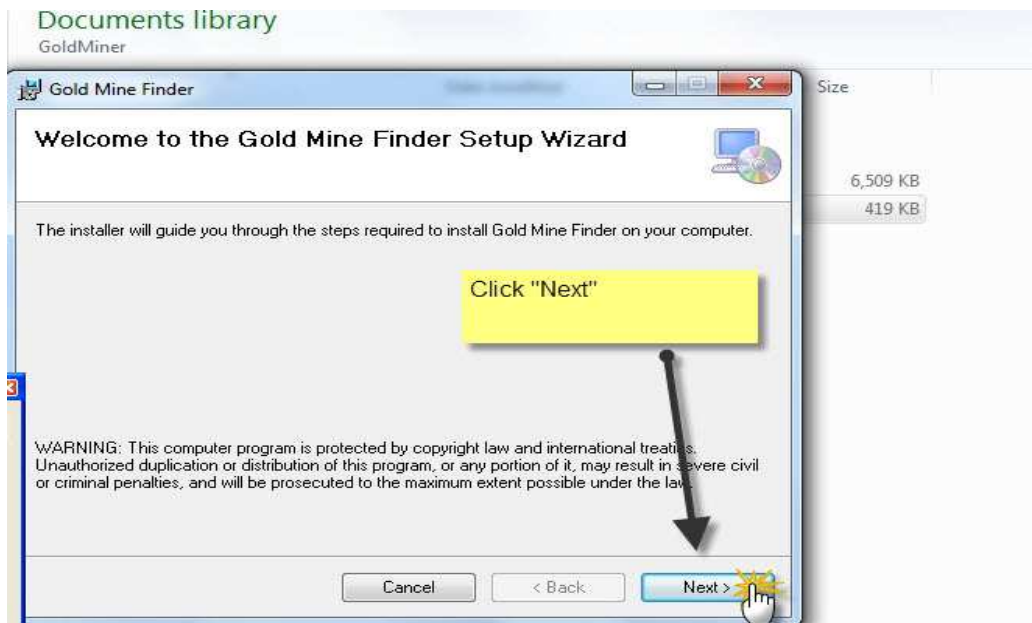 Documents library
GoldMiner
Gold Mine Finder
Size
Welcome to the Gold Mine Finder Setup Wizard
6,509 KB
419 KB
The installer will guide you through the steps required to install Gold Mine Finder on your computer.
Click "Next"
WARNING: This computer program is protected by copyright law and international treaties.
Unauthorized duplication or distribution of this program, or any portion of it, may result in severe civil
or criminal penalties, and will be prosecuted to the maximum extent possible under the law.
Cancel
< Back
Next >